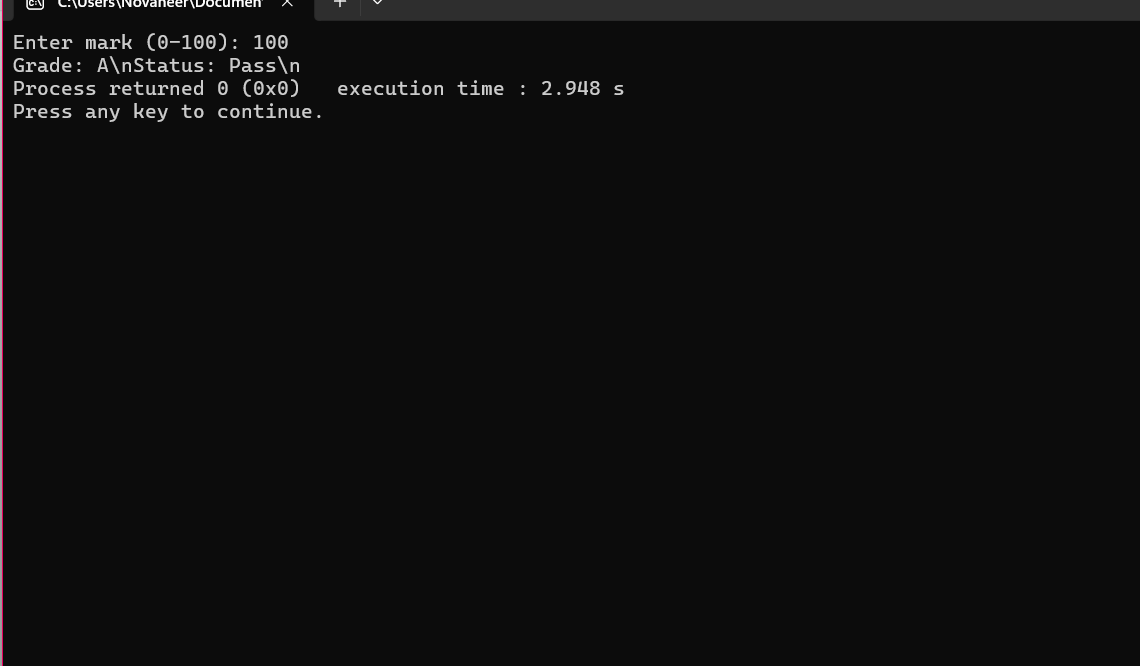 C:\Users\Novaneer\Documen
Enter mark (0-100): 100
Grade: A\nStatus: Pass\n
Process returned 0 (0x0)   execution time : 2.948 s
Press any key to continue.